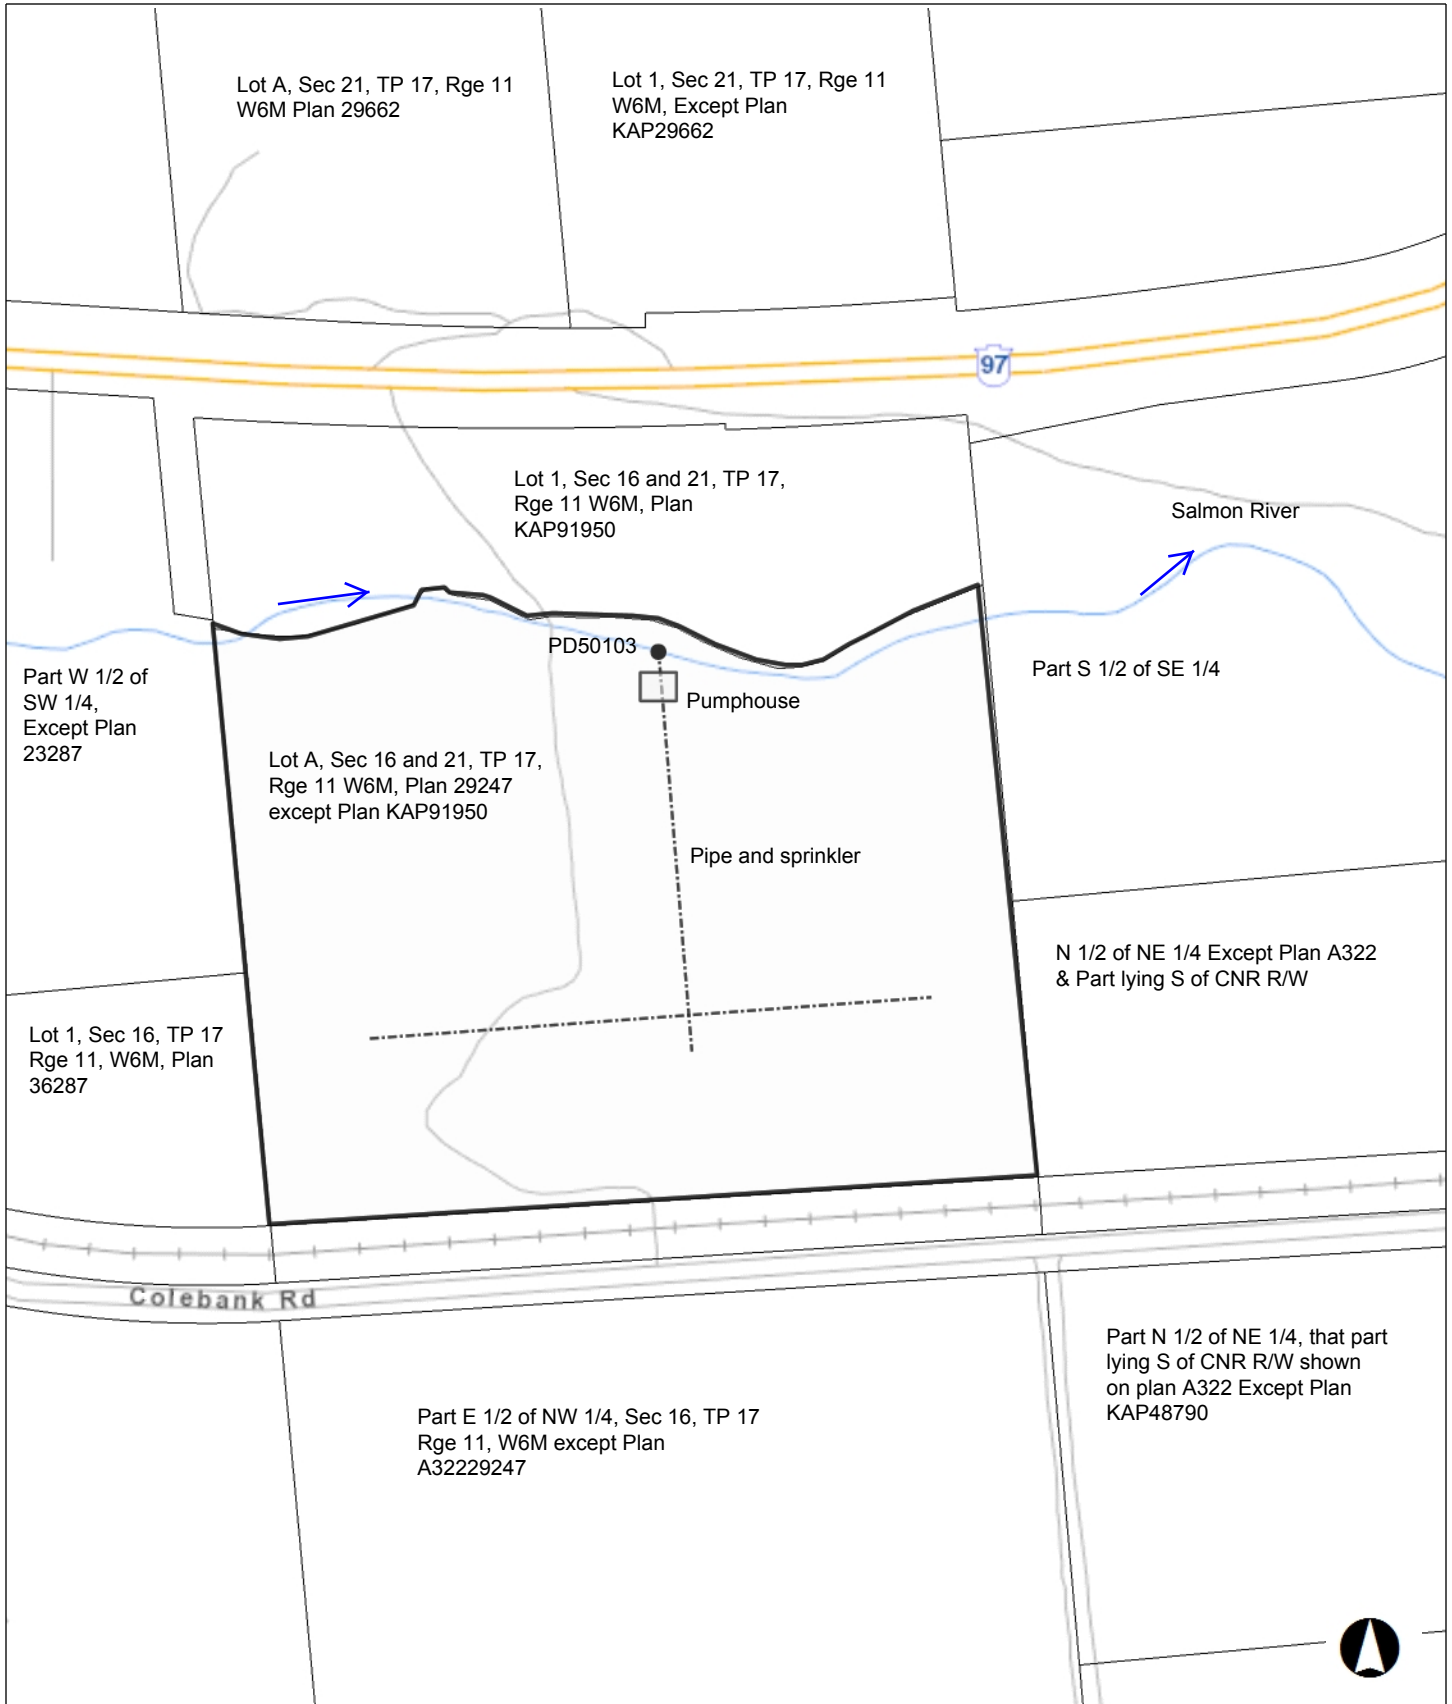 Lot A, Sec 21, TP 17, Rge 11
W6M Plan 29662
Lot 1, Sec 21, TP 17, Rge 11
W6M, Except Plan
KAP29662
97
Lot 1, Sec 16 and 21, TP 17,
Rge 11 W6M, Plan
KAP91950
Salmon River
PD50103
Pumphouse
Part W 1/2 of
SW 1/4,
Except Plan
23287
Part S 1/2 of SE 1/4
Lot A, Sec 16 and 21, TP 17,
Rge 11 W6M, Plan 29247
except Plan KAP91950
Pipe and sprinkler
N 1/2 of NE 1/4 Except Plan A322
& Part lying S of CNR R/W
Lot 1, Sec 16, TP 17
Rge 11, W6M, Plan
36287
Colebank Rd
Part N 1/2 of NE 1/4, that part
lying S of CNR R/W shown
on plan A322 Except Plan
KAP48790
Part E 1/2 of NW 1/4, Sec 16, TP 17
Rge 11, W6M except Plan
A32229247